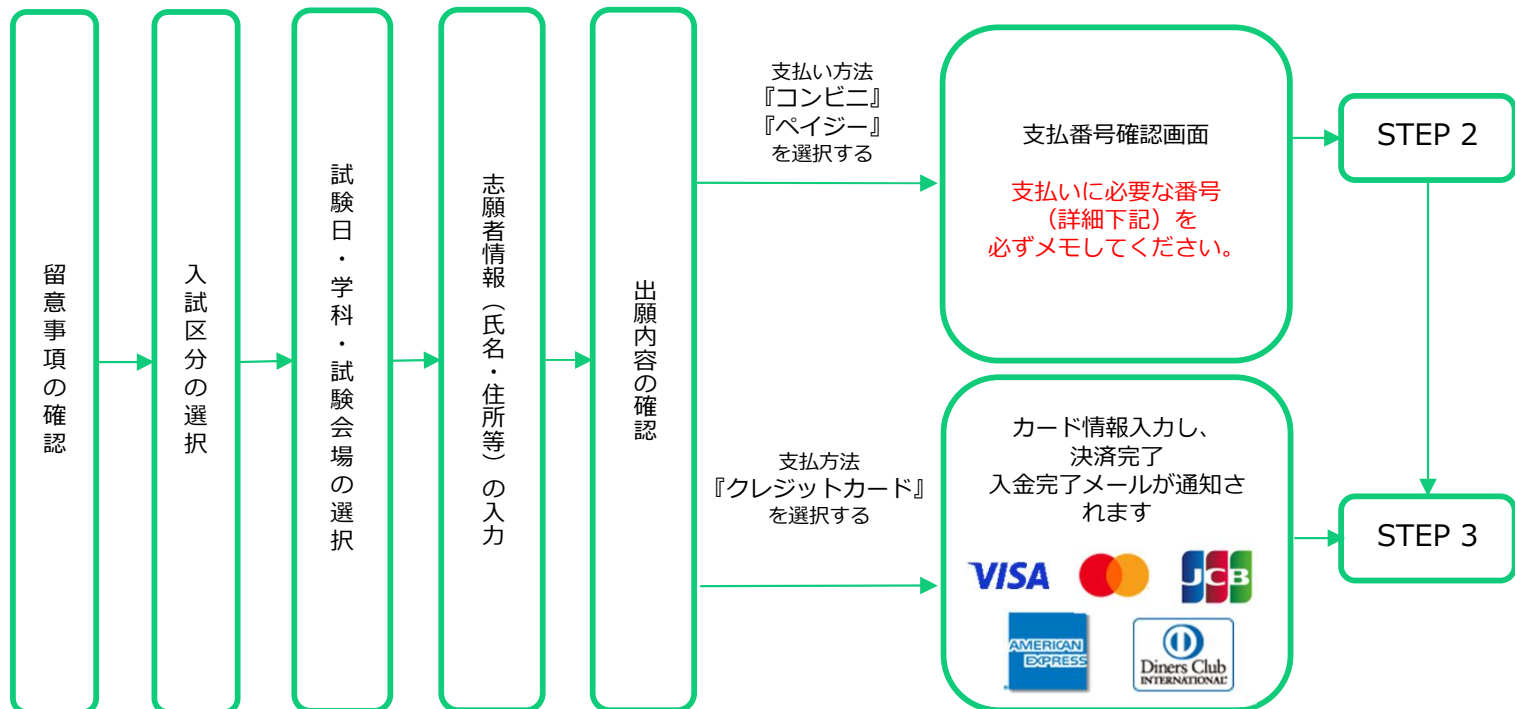 留意事項の確認
入試区分の選択
試験日・学科・試験会場の選択
志願者情報（氏名・住所等）の入力
出願内容の確認
支払い方法
『コンビニ』
『ペイジー』
を選択する
支払番号確認画面
支払いに必要な番号
（詳細下記）を
必ずメモしてください。
STEP 2
支払方法
『クレジットカード』
を選択する
カード情報入力し、
決済完了
入金完了メールが通知さ
れます
VISA
JCB
AMERICAN
EXPRESS
Diners Club
INTERNATIONAL
STEP 3